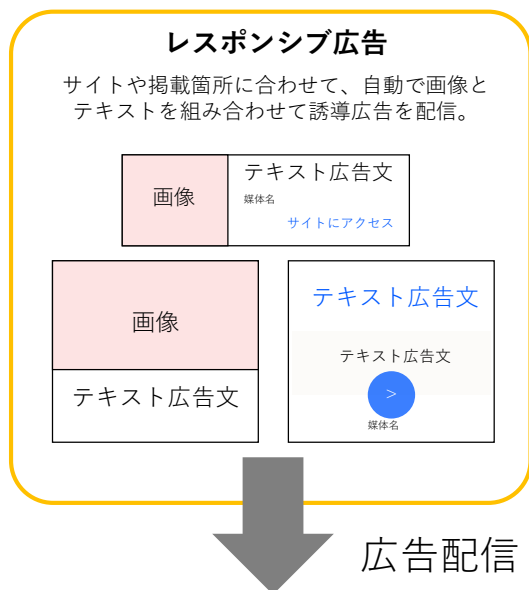 レスポンシブ広告
サイトや掲載箇所に合わせて、自動で画像と
テキストを組み合わせて誘導広告を配信。
画像
テキスト広告文
媒体名
サイトにアクセス
画像
テキスト広告文
テキスト広告文
テキスト広告文
>
媒体名
広告配信